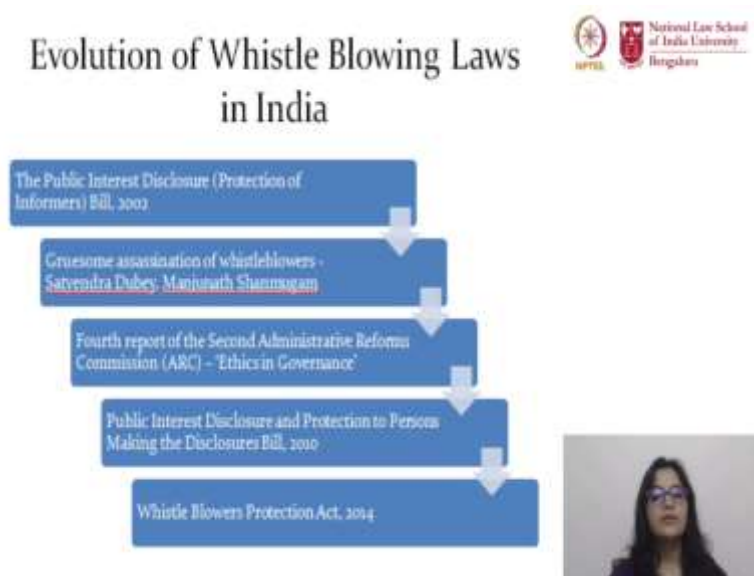 Evolution of Whistle Blowing Laws
in India
NPTEL
National Law School
of India University
Bengaluru
The Public Interest Disclosure (Protection of
Informers) Bill, 2002
Gruesome assassination of whistleblowers -
Satyendra Dubey, Manjunath Shanmugam
Fourth report of the Second Administrative Reforms
Commission (ARC) – 'Ethics in Governance'
Public Interest Disclosure and Protection to Persons
Making the Disclosures Bill, 2010
Whistle Blowers Protection Act, 2014